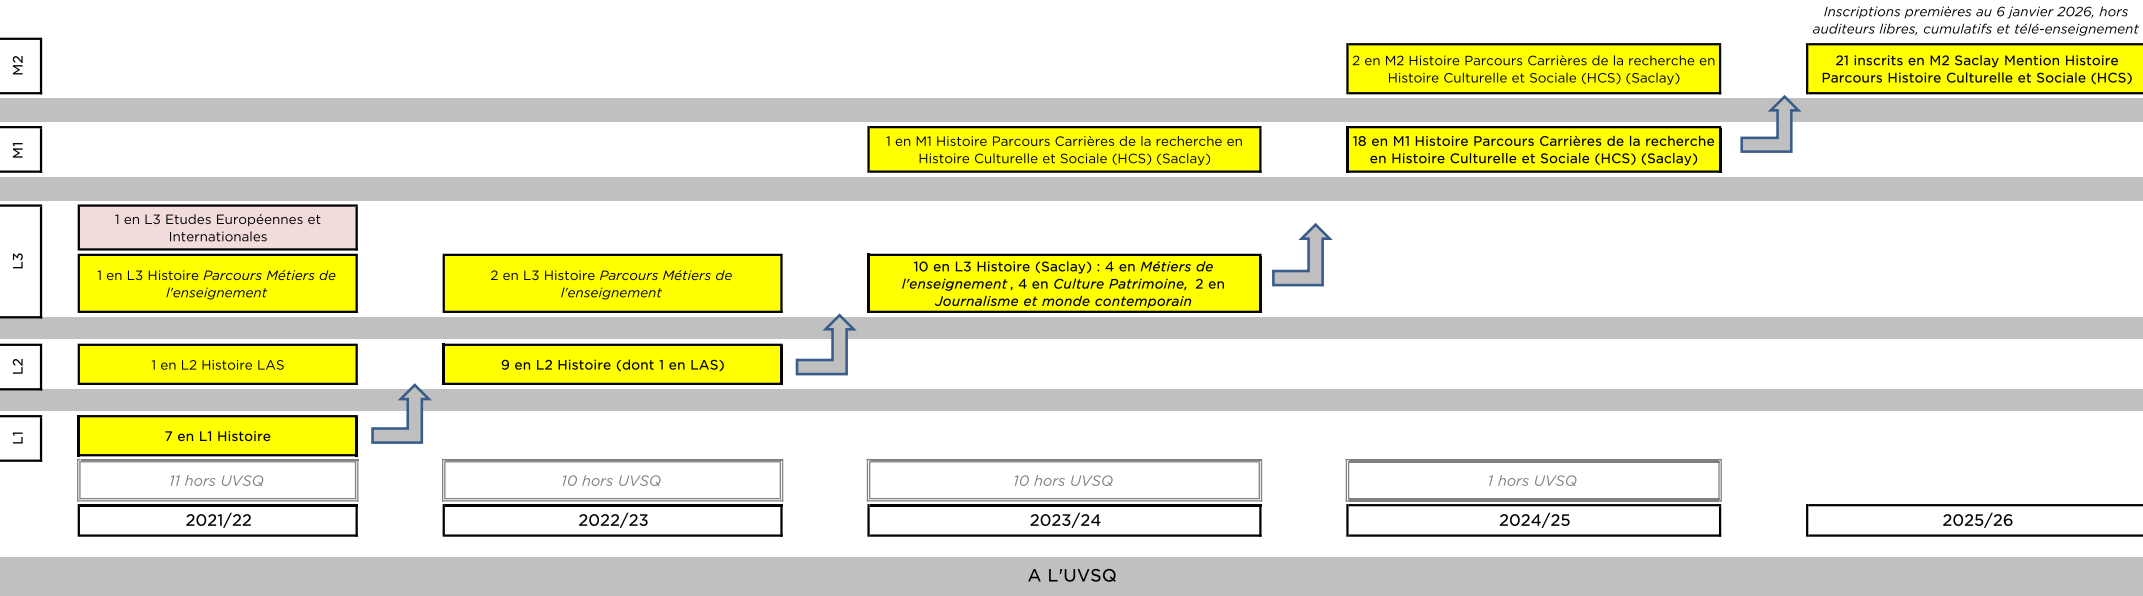 Inscriptions premières au 6 janvier 2026, hors
auditeurs libres, cumulatifs et télé-enseignement
M2
2 en M2 Histoire Parcours Carrières de la recherche en
Histoire Culturelle et Sociale (HCS) (Saclay)
21 inscrits en M2 Saclay Mention Histoire
Parcours Histoire Culturelle et Sociale (HCS)
M1
1 en M1 Histoire Parcours Carrières de la recherche en
Histoire Culturelle et Sociale (HCS) (Saclay)
18 en M1 Histoire Parcours Carrières de la recherche
en Histoire Culturelle et Sociale (HCS) (Saclay)
L3
1 en L3 Etudes Européennes et
Internationales
1 en L3 Histoire Parcours Métiers de
l'enseignement
2 en L3 Histoire Parcours Métiers de
l'enseignement
10 en L3 Histoire (Saclay) : 4 en Métiers de
l'enseignement, 4 en Culture Patrimoine, 2 en
Journalisme et monde contemporain
L2
1 en L2 Histoire LAS
9 en L2 Histoire (dont 1 en LAS)
L1
7 en L1 Histoire
11 hors UVSQ
10 hors UVSQ
10 hors UVSQ
1 hors UVSQ
2021/22
2022/23
2023/24
2024/25
2025/26
A L'UVSQ